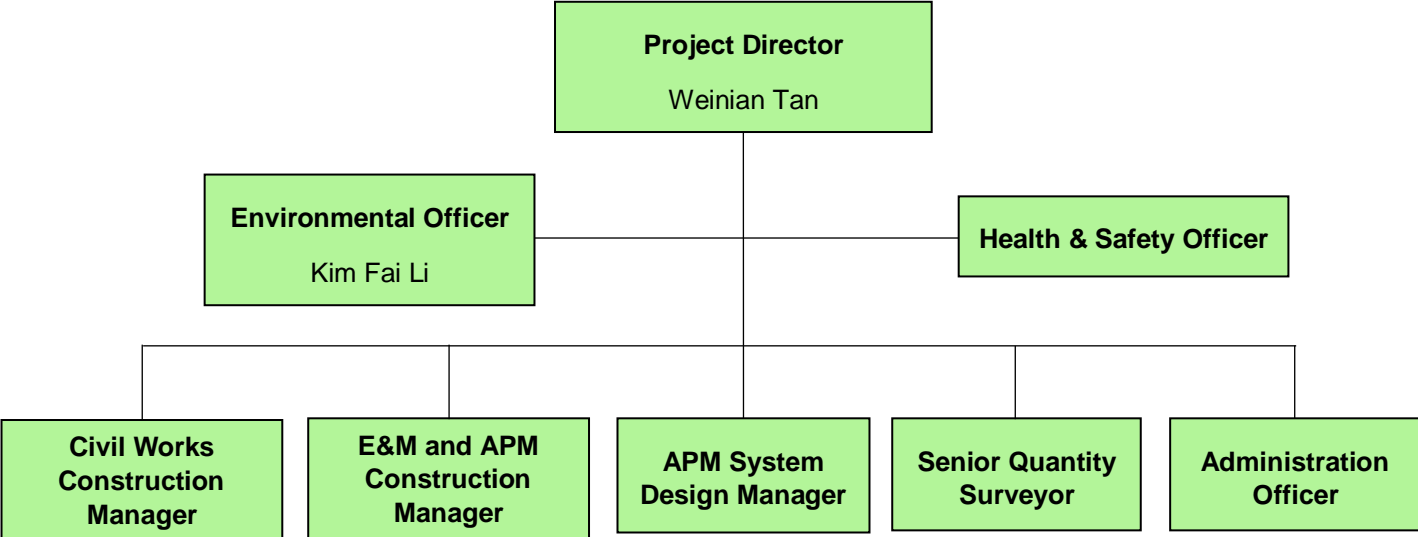 Project Director
Weinian Tan
Environmental Officer
Kim Fai Li
Health & Safety Officer
Civil Works
Construction
Manager
E&M and APM
Construction
Manager
APM System
Design Manager
Senior Quantity
Surveyor
Administration
Officer